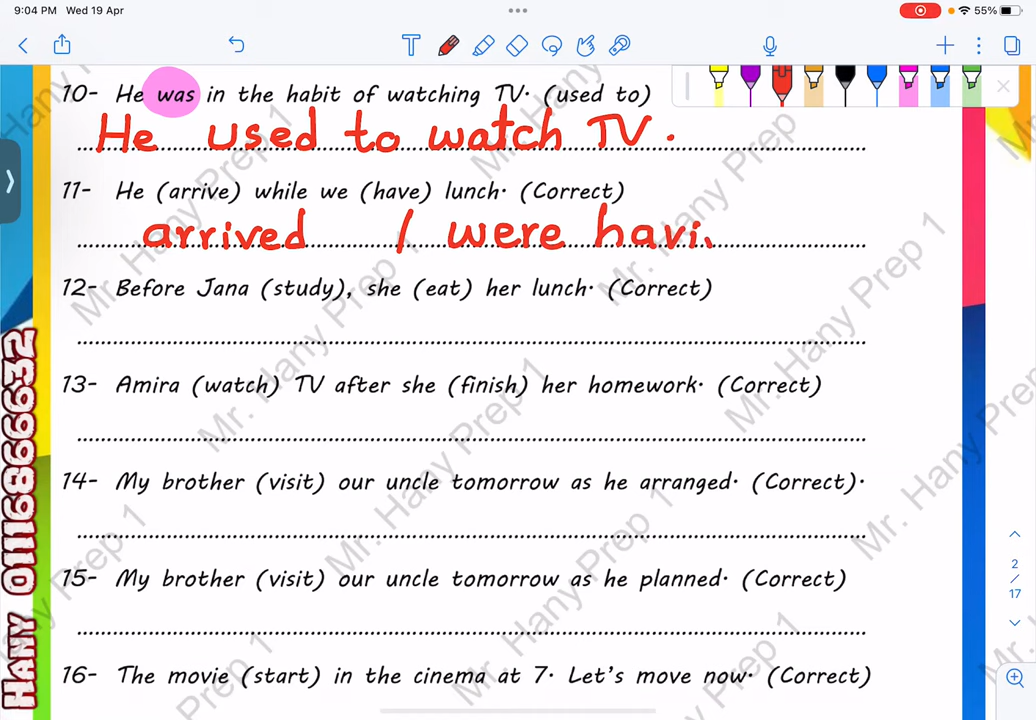 9:04 PM Wed 19 Apr
55%
10- He was in the habit of watching TV. (used to)
He used to watch TV.
11- He (arrive) while we (have) lunch. (Correct)
arrived / were havi
12- Before Jana (study), she (eat) her lunch. (Correct)
13- Amira (watch) TV after she (finish) her homework. (Correct)
14- My brother (visit) our uncle tomorrow as he arranged. (Correct).
15- My brother (visit) our uncle tomorrow as he planned. (Correct)
16- The movie (start) in the cinema at 7. Let's move now. (Correct)
HANY 01116866632
Mr. Hany Prep 1
2
/
17